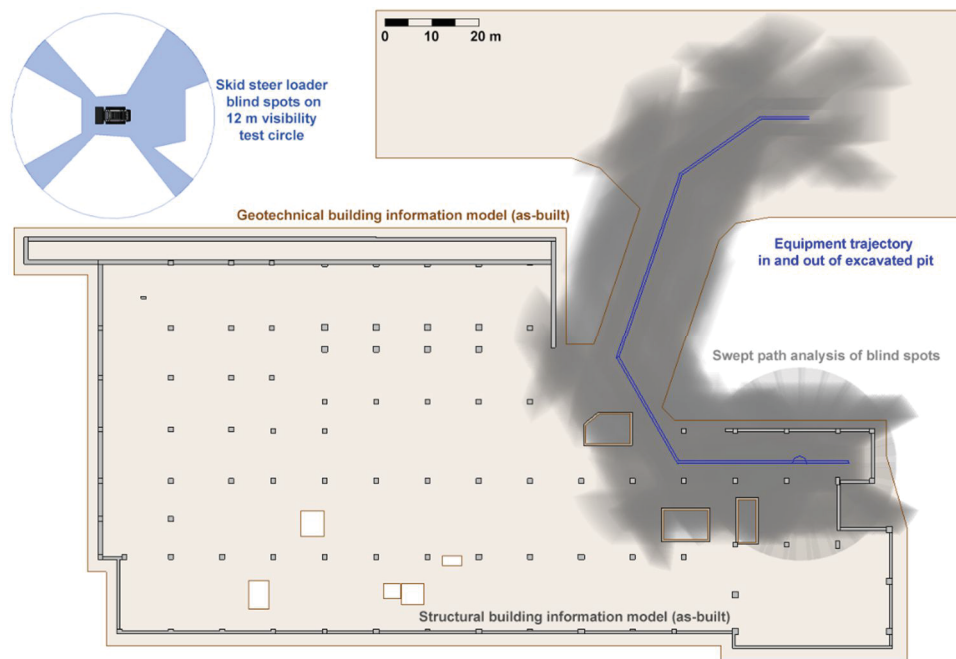 0 10 20 m
Skid steer loader
blind spots on
12 m visibility
test circle
Geotechnical building information model (as-built)
Equipment trajectory
in and out of excavated pit
Swept path analysis of blind spots
Structural building information model (as-built)